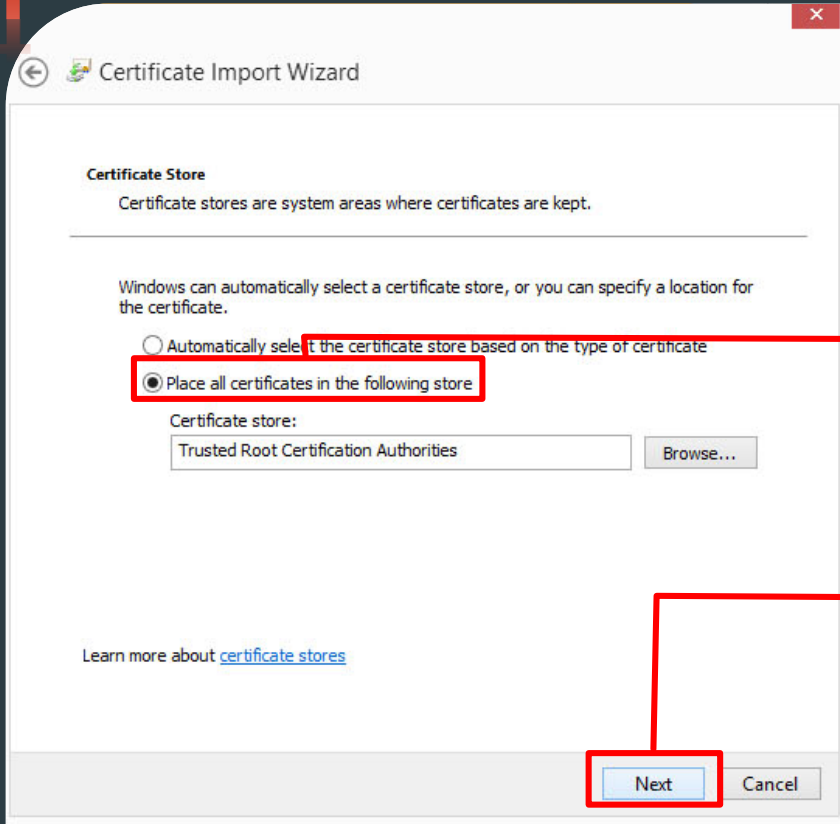 Certificate Import Wizard
Certificate Store
Certificate stores are system areas where certificates are kept.
Windows can automatically select a certificate store, or you can specify a location for
the certificate.
Automatically select the certificate store based on the type of certificate
Place all certificates in the following store
Certificate store:
Trusted Root Certification Authorities
Browse...
Learn more about certificate stores
Next
Cancel